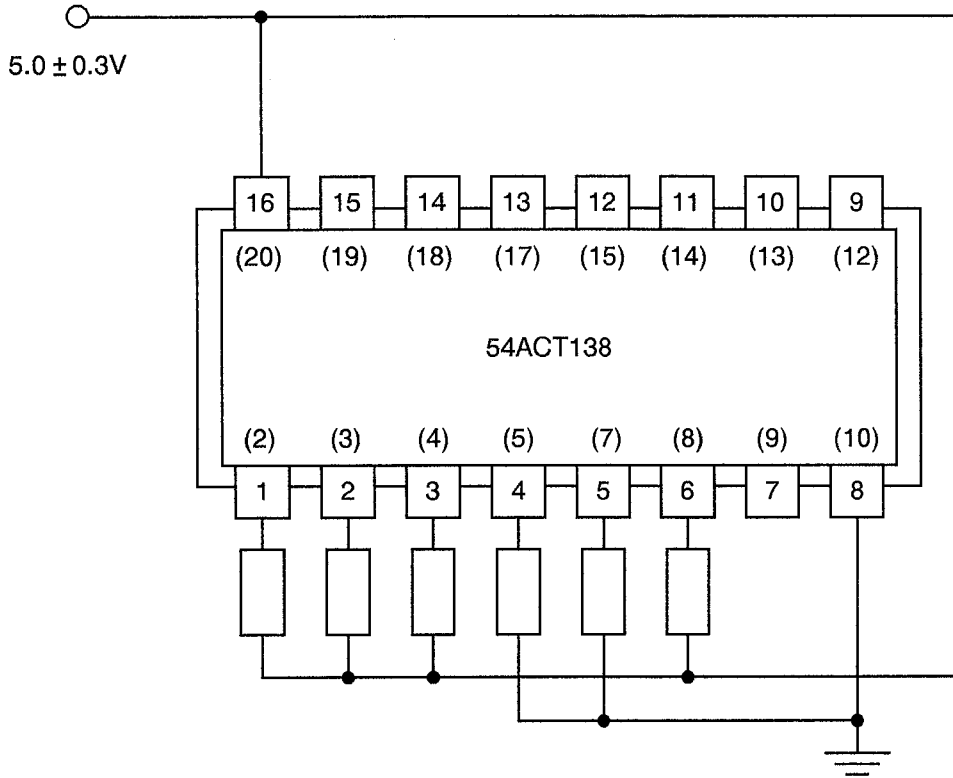 5.0 ± 0.3V
16 15 14 13 12 11 10 9
(20) (19) (18) (17) (15) (14) (13) (12)
54ACT138
(2) (3) (4) (5) (7) (8) (9) (10)
1 2 3 4 5 6 7 8